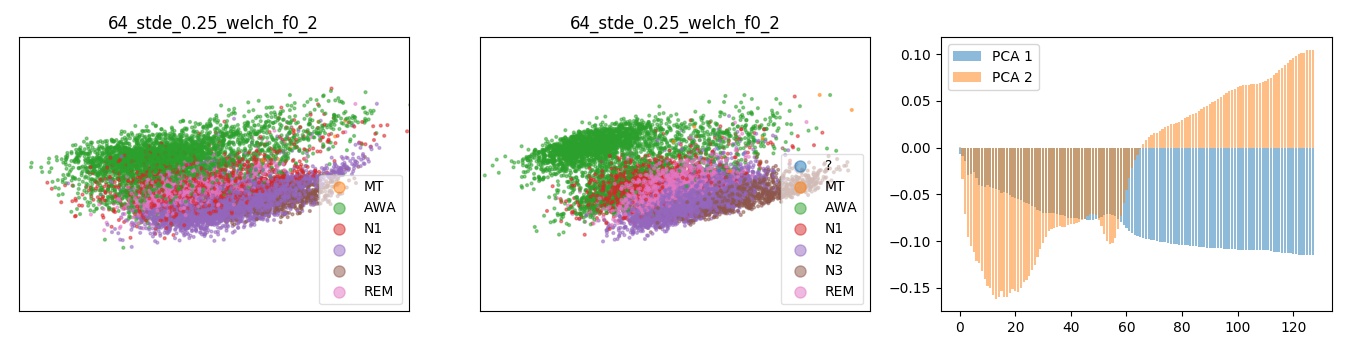 64_stde_0.25_welch_f0_2
MT
AWA
N1
N2
N3
REM
64_stde_0.25_welch_f0_2
?
MT
AWA
N1
N2
N3
REM
PCA 1
PCA 2
0.10
0.05
0.00
−0.05
−0.10
−0.15
0
20
40
60
80
100
120